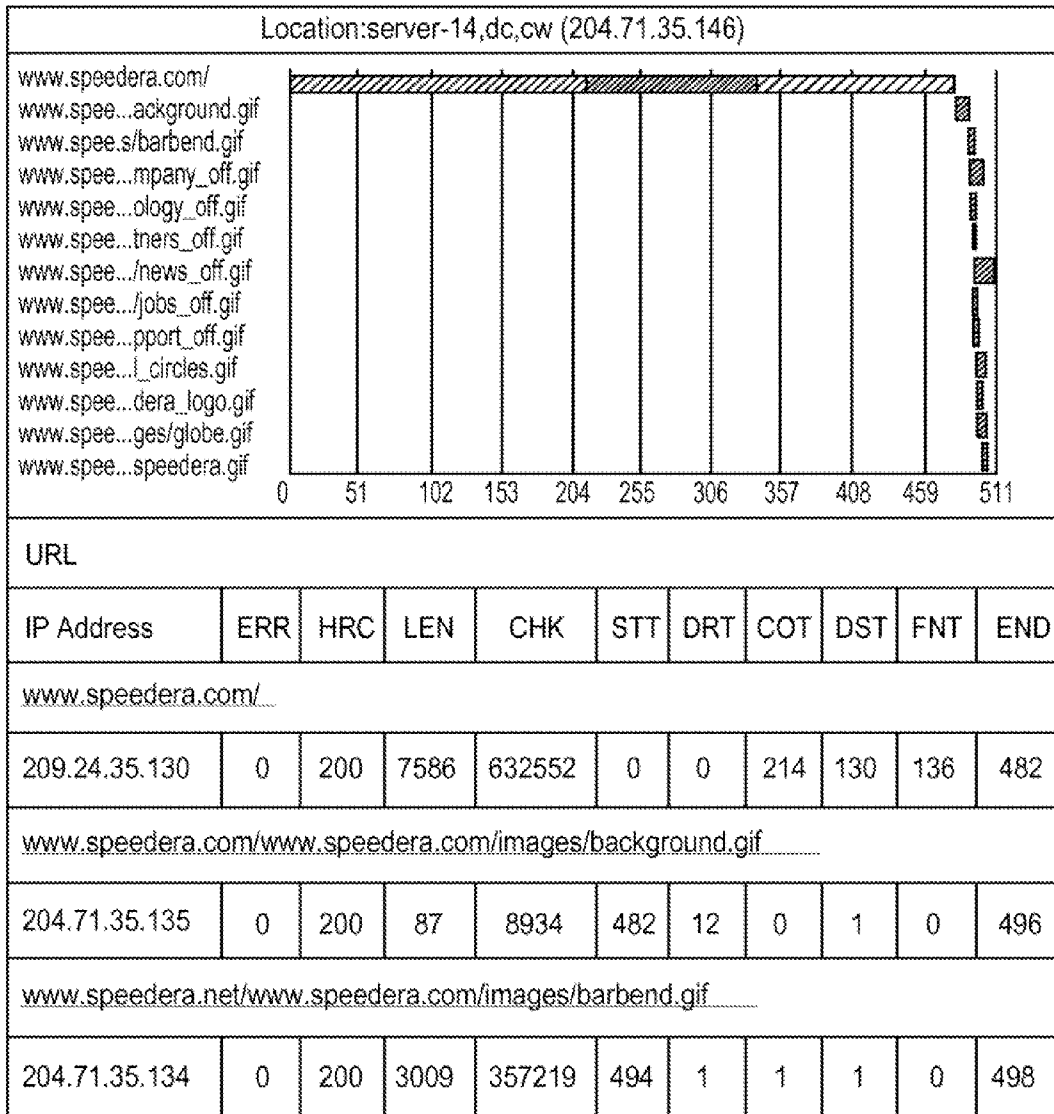 Location:server-14,dc,cw (204.71.35.146)
www.speedera.com/
www.spee...ackground.gif
www.spee.s/barbend.gif
www.spee...mpany_off.gif
www.spee...ology_off.gif
www.spee...tners_off.gif
www.spee.../news_off.gif
www.spee.../jobs_off.gif
www.spee...pport_off.gif
www.spee...l_circles.gif
www.spee...dera_logo.gif
www.spee...ges/globe.gif
www.spee...speedera.gif
0 51 102 153 204 255 306 357 408 459 511
URL
IP Address ERR HRC LEN CHK STT DRT COT DST FNT END
www.speedera.com/
209.24.35.130 0 200 7586 632552 0 0 214 130 136 482
www.speedera.com/www.speedera.com/images/background.gif
204.71.35.135 0 200 87 8934 482 12 0 1 0 496
www.speedera.net/www.speedera.com/images/barbend.gif
204.71.35.134 0 200 3009 357219 494 1 1 1 0 498